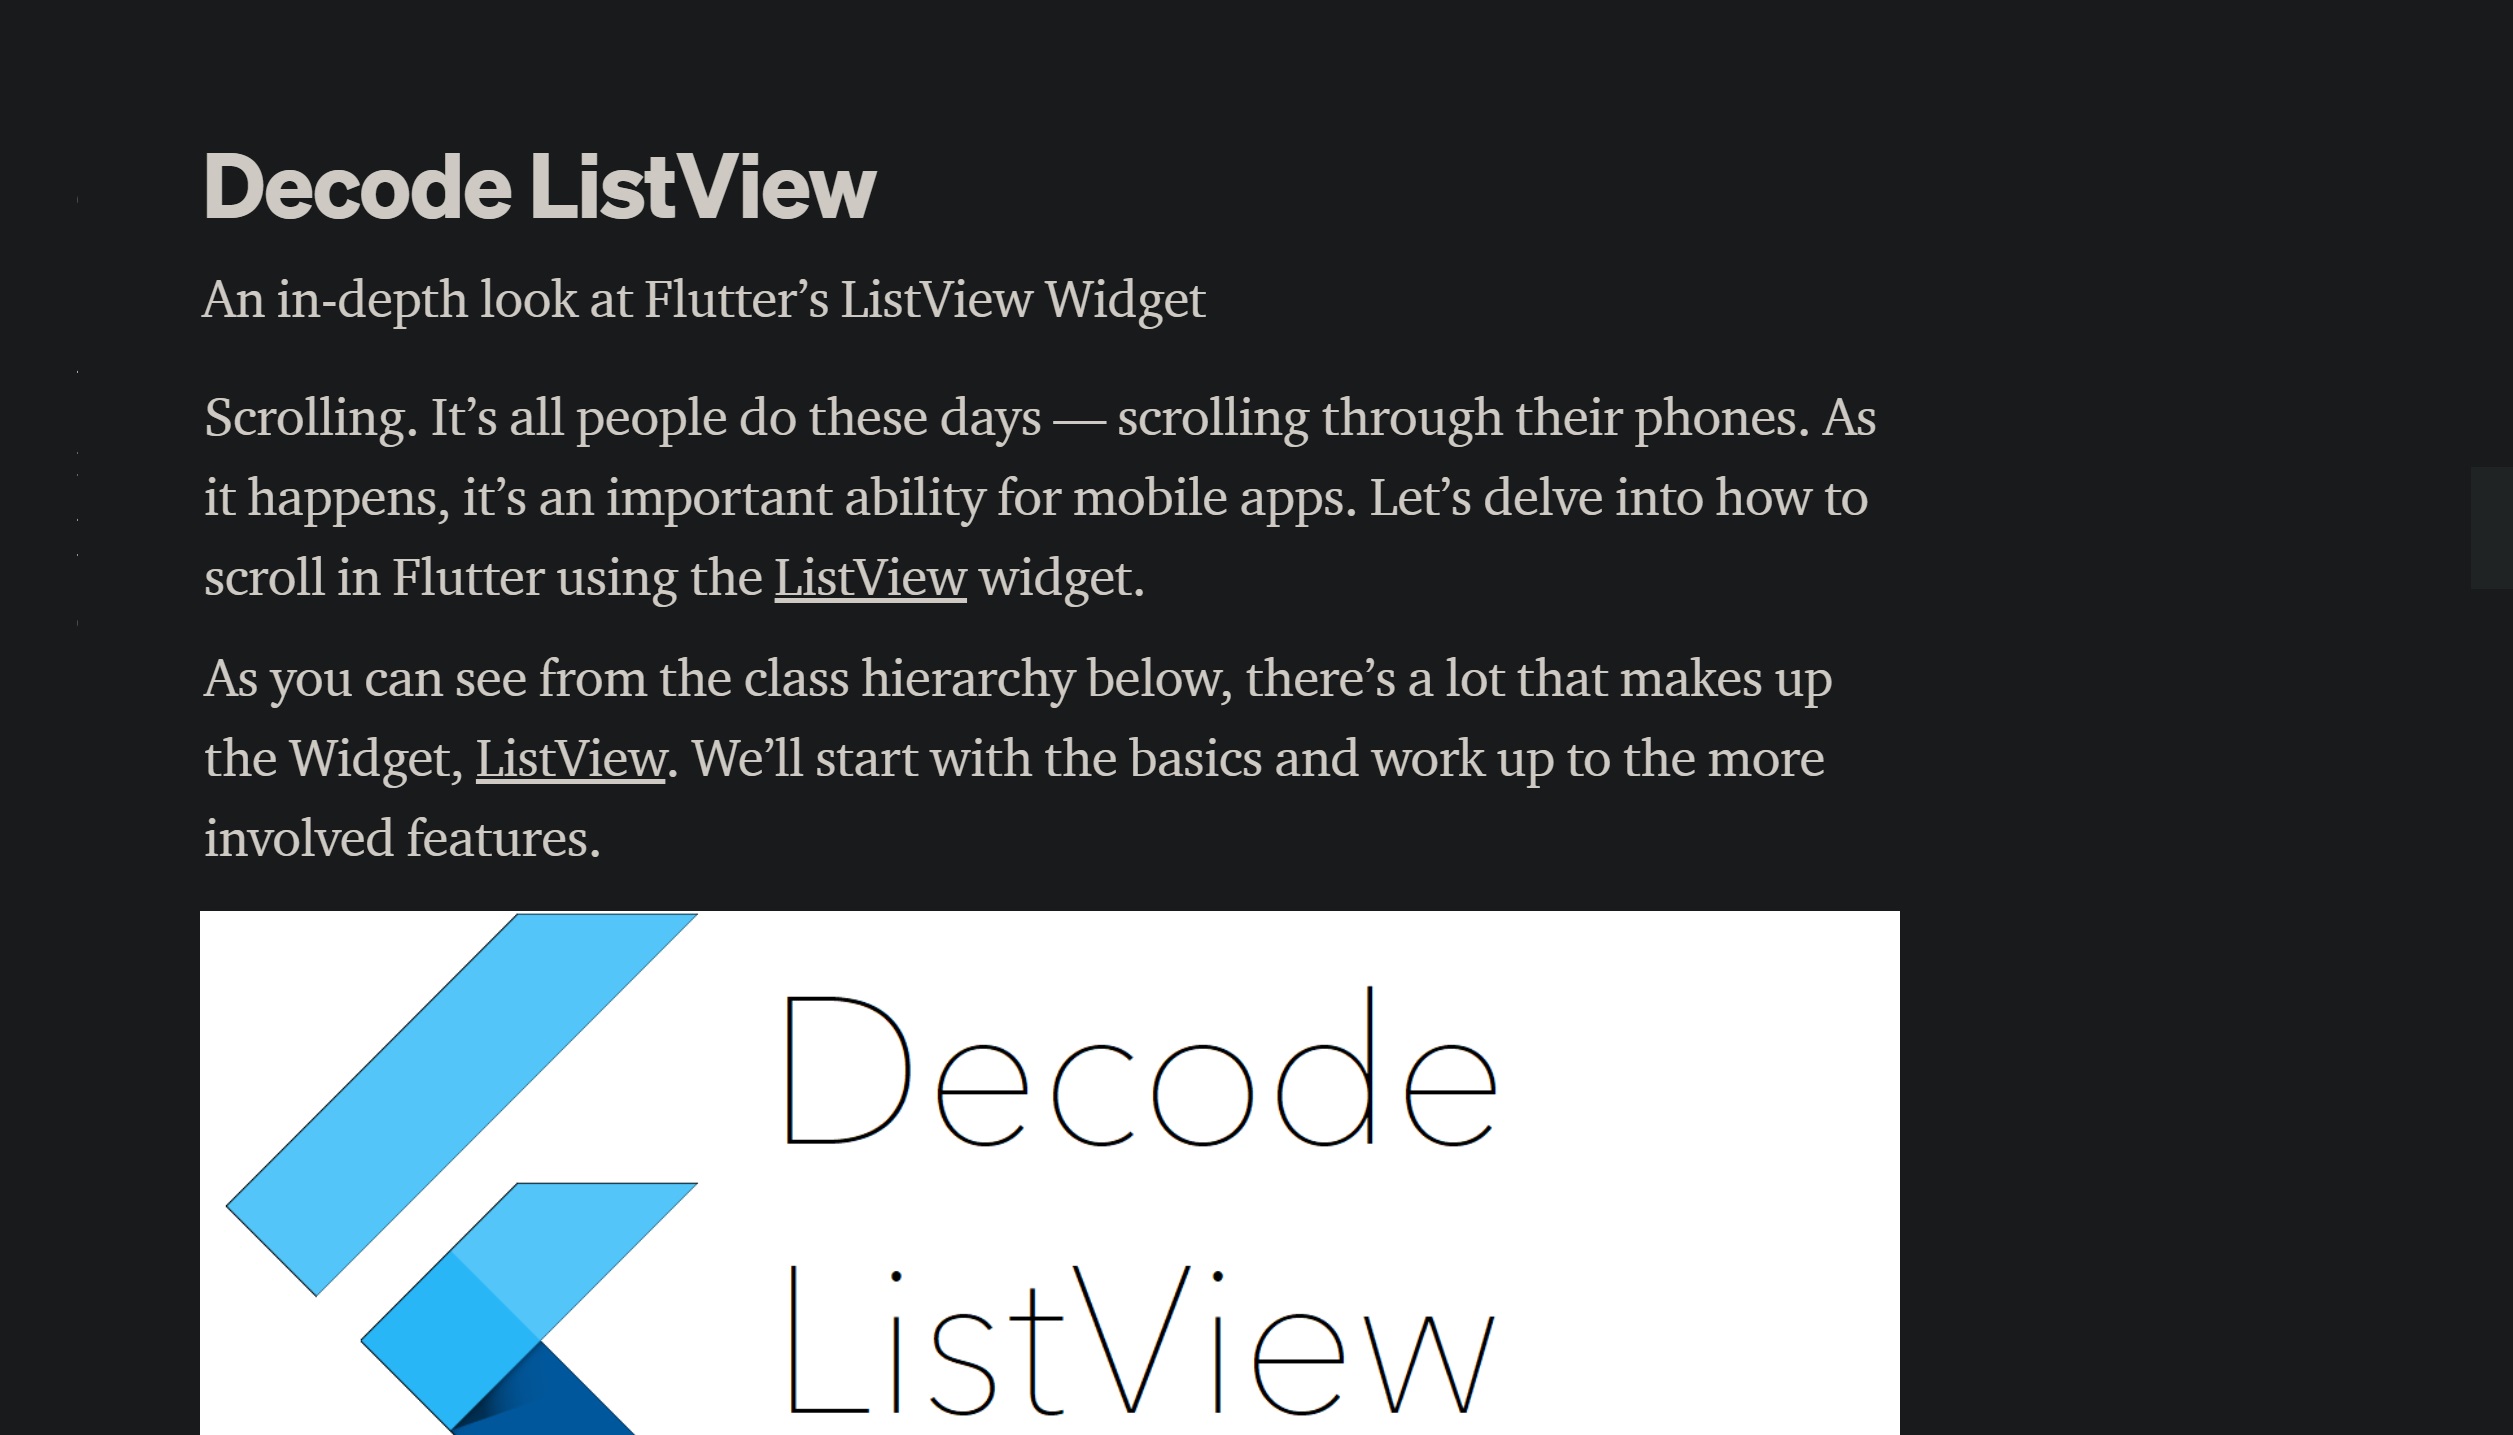 Decode ListView
An in-depth look at Flutter’s ListView Widget
Scrolling. It’s all people do these days — scrolling through their phones. As
it happens, it’s an important ability for mobile apps. Let’s delve into how to
scroll in Flutter using the ListView widget.
As you can see from the class hierarchy below, there’s a lot that makes up
the Widget, ListView. We’ll start with the basics and work up to the more
involved features.
Decode
ListView